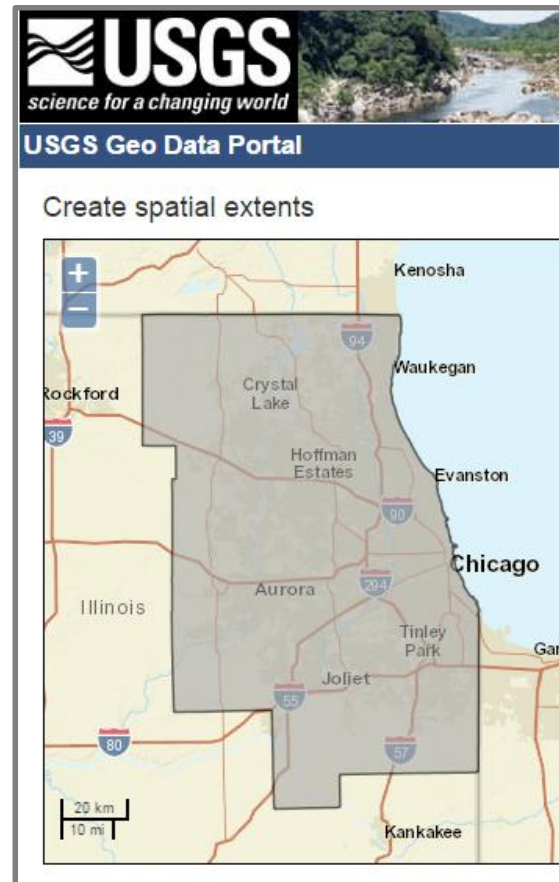 USGS
science for a changing world
USGS Geo Data Portal
Create spatial extents
+
−
Kenosha
94
Waukegan
Rockford
Crystal
Lake
39
Hoffman
Estates
Evanston
90
Chicago
294
Aurora
Illinois
Tinley
Park
Gar
Joliet
55
80
57
20 km
10 mi
Kankakee